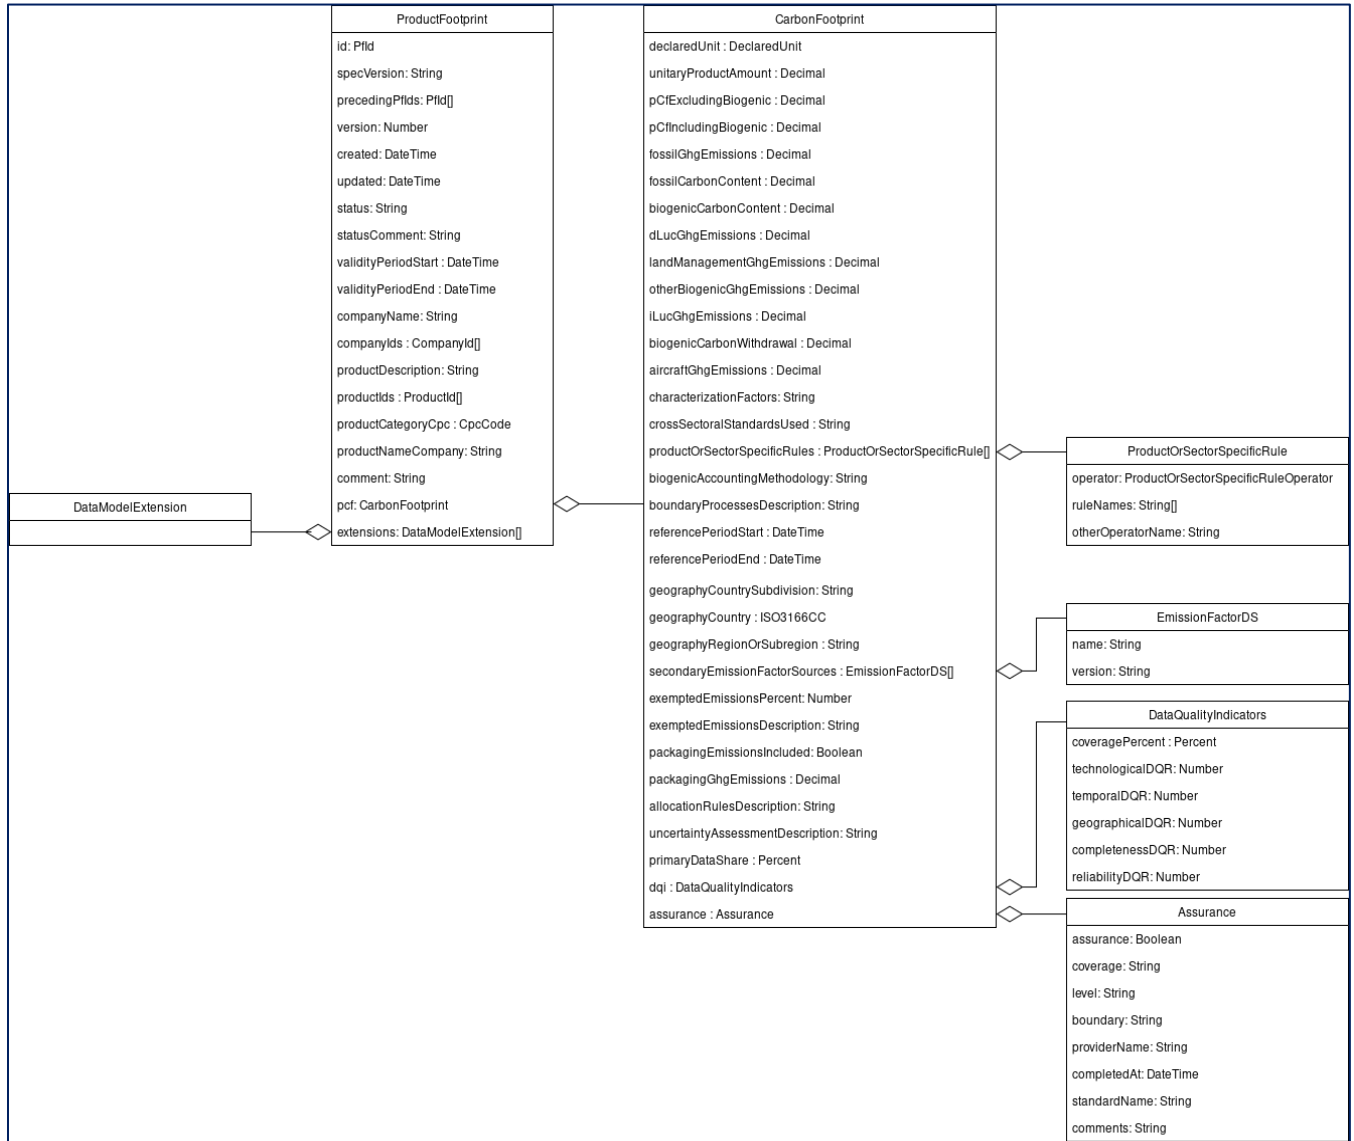 ProductFootprint
id: PfId
specVersion: String
precedingPfIds: PfId[]
version: Number
created: DateTime
updated: DateTime
status: String
statusComment: String
validityPeriodStart : DateTime
validityPeriodEnd : DateTime
companyName: String
companyIds : CompanyId[]
productDescription: String
productIds : ProductId[]
productCategoryCpc : CpcCode
productNameCompany: String
comment: String
pcf: CarbonFootprint
extensions: DataModelExtension[]
DataModelExtension
CarbonFootprint
declaredUnit : DeclaredUnit
unitaryProductAmount : Decimal
pCfExcludingBiogenic : Decimal
pCfIncludingBiogenic : Decimal
fossilGhgEmissions : Decimal
fossilCarbonContent : Decimal
biogenicCarbonContent : Decimal
dLucGhgEmissions : Decimal
landManagementGhgEmissions : Decimal
otherBiogenicGhgEmissions : Decimal
iLucGhgEmissions : Decimal
biogenicCarbonWithdrawal : Decimal
aircraftGhgEmissions : Decimal
characterizationFactors: String
crossSectoralStandardsUsed : String
productOrSectorSpecificRules : ProductOrSectorSpecificRule[]
biogenicAccountingMethodology: String
boundaryProcessesDescription: String
referencePeriodStart : DateTime
referencePeriodEnd : DateTime
geographyCountrySubdivision: String
geographyCountry : ISO3166CC
geographyRegionOrSubregion : String
secondaryEmissionFactorSources : EmissionFactorDS[]
exemptedEmissionsPercent: Number
exemptedEmissionsDescription: String
packagingEmissionsIncluded: Boolean
packagingGhgEmissions : Decimal
allocationRulesDescription: String
uncertaintyAssessmentDescription: String
primaryDataShare : Percent
dqi : DataQualityIndicators
assurance : Assurance
ProductOrSectorSpecificRule
operator: ProductOrSectorSpecificRuleOperator
ruleNames: String[]
otherOperatorName: String
EmissionFactorDS
name: String
version: String
DataQualityIndicators
coveragePercent : Percent
technologicalDQR: Number
temporalDQR: Number
geographicalDQR: Number
completenessDQR: Number
reliabilityDQR: Number
Assurance
assurance: Boolean
coverage: String
level: String
boundary: String
providerName: String
completedAt: DateTime
standardName: String
comments: String